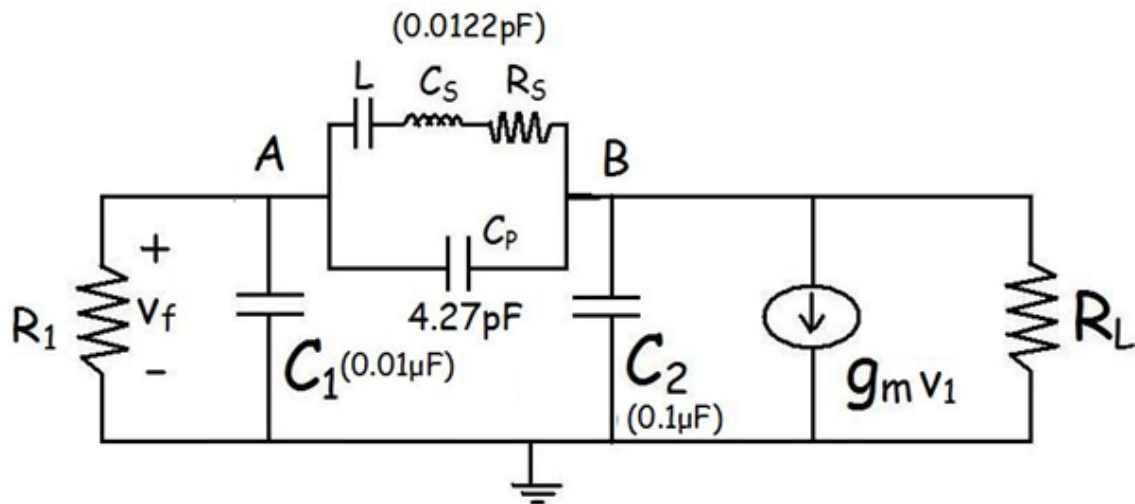 (0.0122pF)
L Cs Rs
A B
Cp
+
R1 vf
4.27pF
-
C1 (0.01µF)
C2
(0.1µF)
gm v1
RL